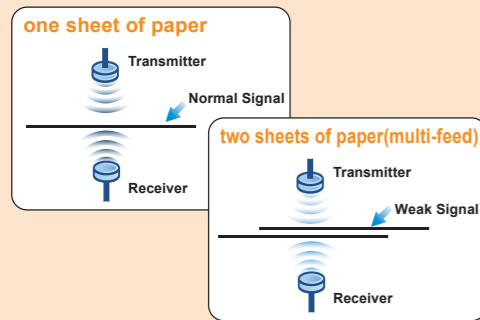 one sheet of paper
Transmitter
Normal Signal
Receiver
two sheets of paper(multi-feed)
Transmitter
Weak Signal
Receiver